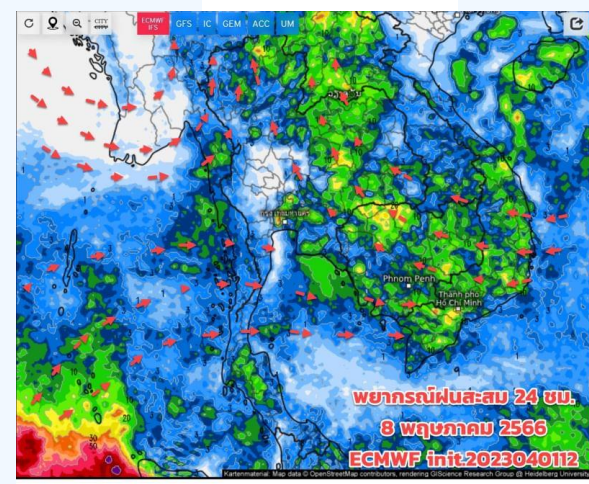 CITY
ECMWF IFS GFS IC GEM ACC UM
Phnom Penh
Thành phố
Hồ Chí Minh
พยากรณ์ฝนสะสม 24 ชม.
8 พฤษภาคม 2566
ECMWF init.2023040112
Kartenmaterial: Map data © OpenStreetMap contributors, rendering GIScience Research Group @ Heidelberg University